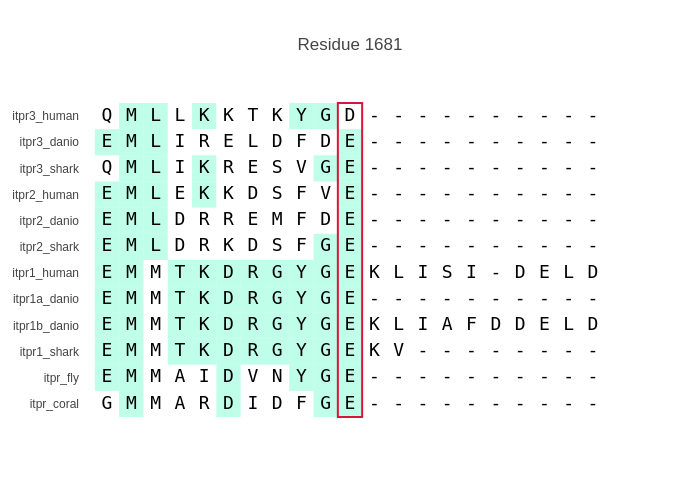 Residue 1681
itpr3_human Q M L L K K T K Y G D - - - - - - - - - -
itpr3_danio E M L I R E L D F D E - - - - - - - - - -
itpr3_shark Q M L I K R E S V G E - - - - - - - - - -
itpr2_human E M L E K K D S F V E - - - - - - - - - -
itpr2_danio E M L D R R E M F D E - - - - - - - - - -
itpr2_shark E M L D R K D S F G E - - - - - - - - - -
itpr1_human E M M T K D R G Y G E K L I S I - D E L D
itpr1a_danio E M M T K D R G Y G E - - - - - - - - - -
itpr1b_danio E M M T K D R G Y G E K L I A F D D E L D
itpr1_shark E M M T K D R G Y G E K V - - - - - - - -
itpr_fly E M M A I D V N Y G E - - - - - - - - - -
itpr_coral G M M A R D I D F G E - - - - - - - - - -